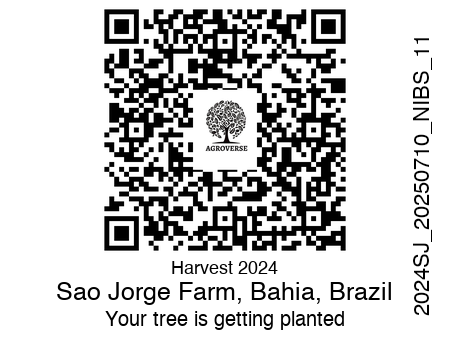 AGROVERSE
Harvest 2024
Sao Jorge Farm, Bahia, Brazil
Your tree is getting planted
2024SJ_20250710_NIBS_11